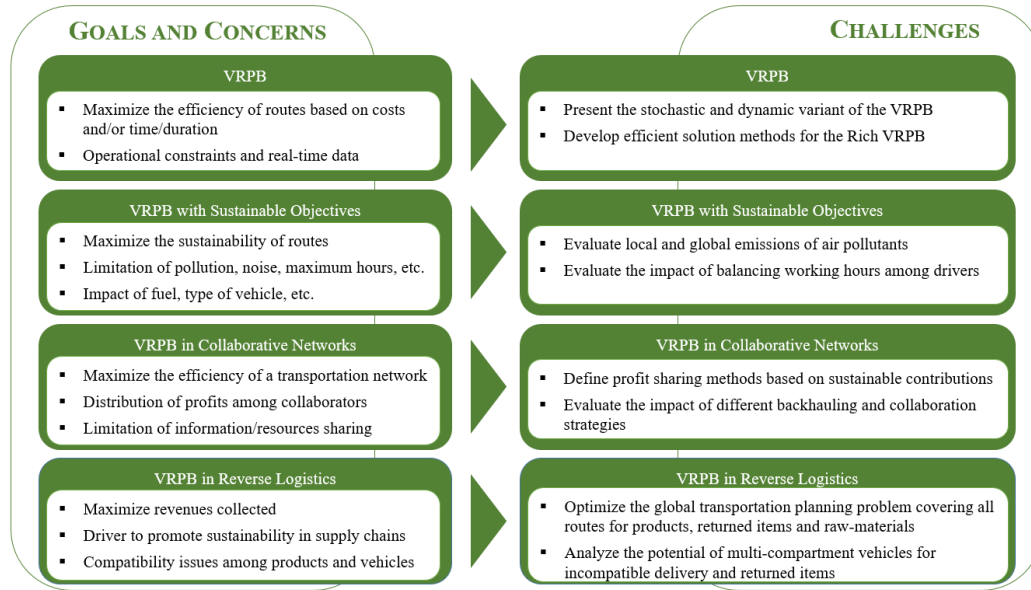 GOALS AND CONCERNS
CHALLENGES
VRPB
▪ Maximize the efficiency of routes based on costs
and/or time/duration
▪ Operational constraints and real-time data
VRPB
▪ Present the stochastic and dynamic variant of the VRPB
▪ Develop efficient solution methods for the Rich VRPB
VRPB with Sustainable Objectives
▪ Maximize the sustainability of routes
▪ Limitation of pollution, noise, maximum hours, etc.
▪ Impact of fuel, type of vehicle, etc.
VRPB with Sustainable Objectives
▪ Evaluate local and global emissions of air pollutants
▪ Evaluate the impact of balancing working hours among drivers
VRPB in Collaborative Networks
▪ Maximize the efficiency of a transportation network
▪ Distribution of profits among collaborators
▪ Limitation of information/resources sharing
VRPB in Collaborative Networks
▪ Define profit sharing methods based on sustainable contributions
▪ Evaluate the impact of different backhauling and collaboration
strategies
VRPB in Reverse Logistics
▪ Maximize revenues collected
▪ Driver to promote sustainability in supply chains
▪ Compatibility issues among products and vehicles
VRPB in Reverse Logistics
▪ Optimize the global transportation planning problem covering all
routes for products, returned items and raw-materials
▪ Analyze the potential of multi-compartment vehicles for
incompatible delivery and returned items